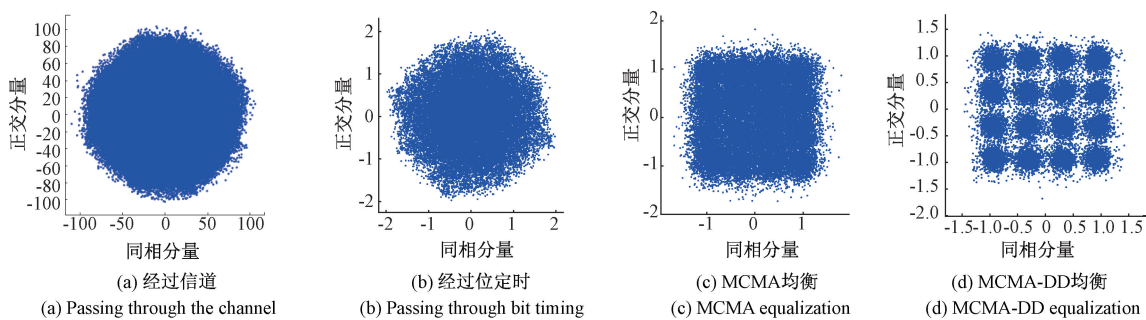 100
80
60
40
20
0
-20
-40
-60
-80
-100
正交分量
-100 -50 0 50 100
同相分量
(a) 经过信道
(a) Passing through the channel
2
1
0
-1
-2
正交分量
-2 -1 0 1 2
同相分量
(b) 经过位定时
(b) Passing through bit timing
2
1
0
-1
-2
正交分量
-1 0 1
同相分量
(c) MCMA均衡
(c) MCMA equalization
1.5
1.0
0.5
0
-0.5
-1.0
-1.5
-2.0
正交分量
-1.5 -1.0 -0.5 0 0.5 1.0 1.5
同相分量
(d) MCMA-DD均衡
(d) MCMA-DD equalization